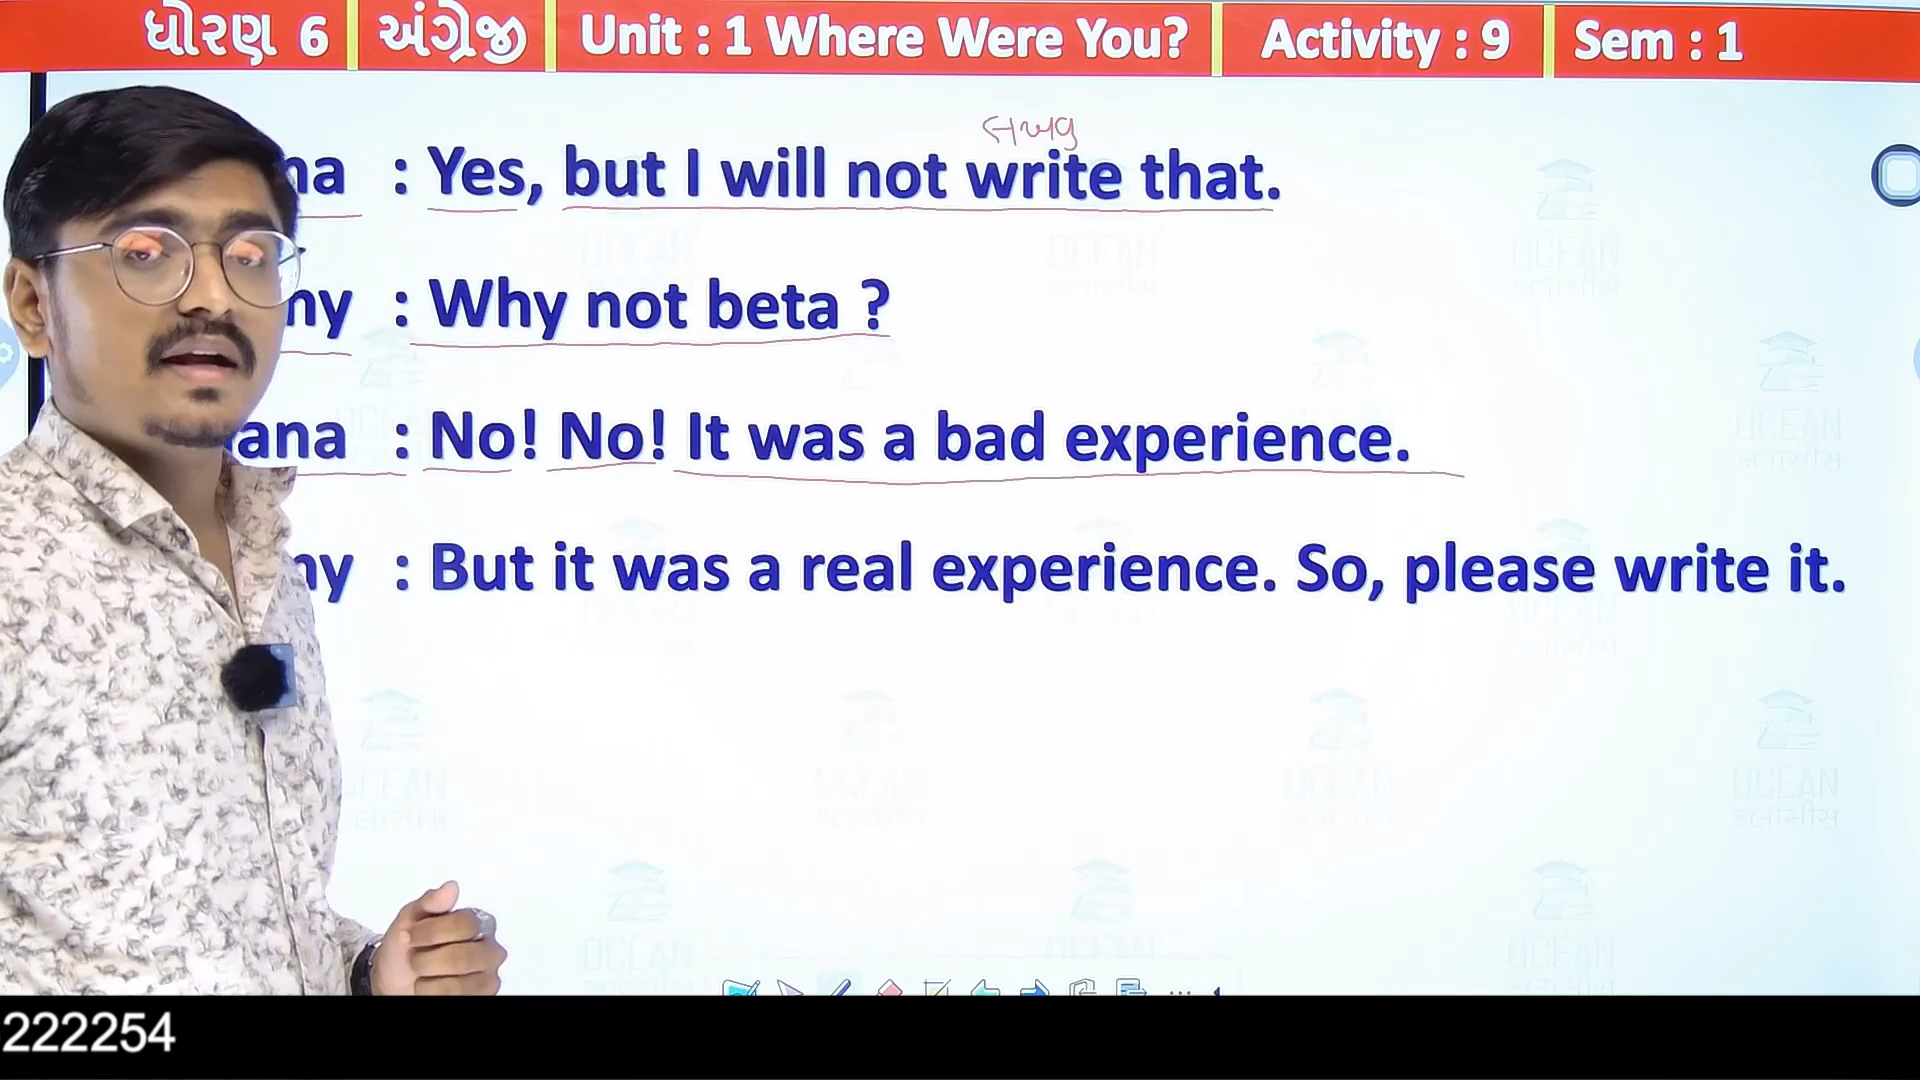 ધોરણ 6 અંગ્રેજી Unit : 1 Where Were You? Activity : 9 Sem : 1
na : Yes, but I will not write that.
ny : Why not beta ?
ana : No! No! It was a bad experience.
ny : But it was a real experience. So, please write it.
OCEAN
ક્લાસીસ
222254